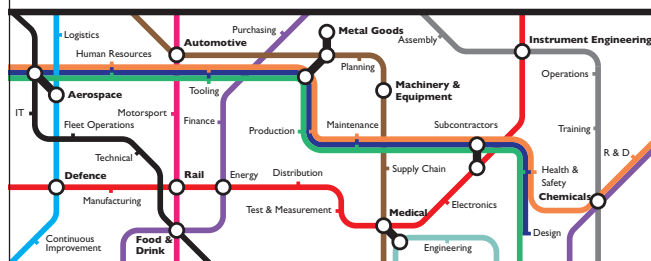 Logistics
Purchasing
Metal Goods
Assembly
Instrument Engineering
Automotive
Human Resources
Planning
Operations
Aerospace
Tooling
Machinery &
Equipment
IT
Motorsport
Finance
Fleet Operations
Production
Maintenance
Subcontractors
Training
Technical
R & D
Defence
Rail
Energy
Distribution
Supply Chain
Health &
Safety
Manufacturing
Chemicals
Test & Measurement
Medical
Electronics
Continuous
Improvement
Food &
Drink
Engineering
Design